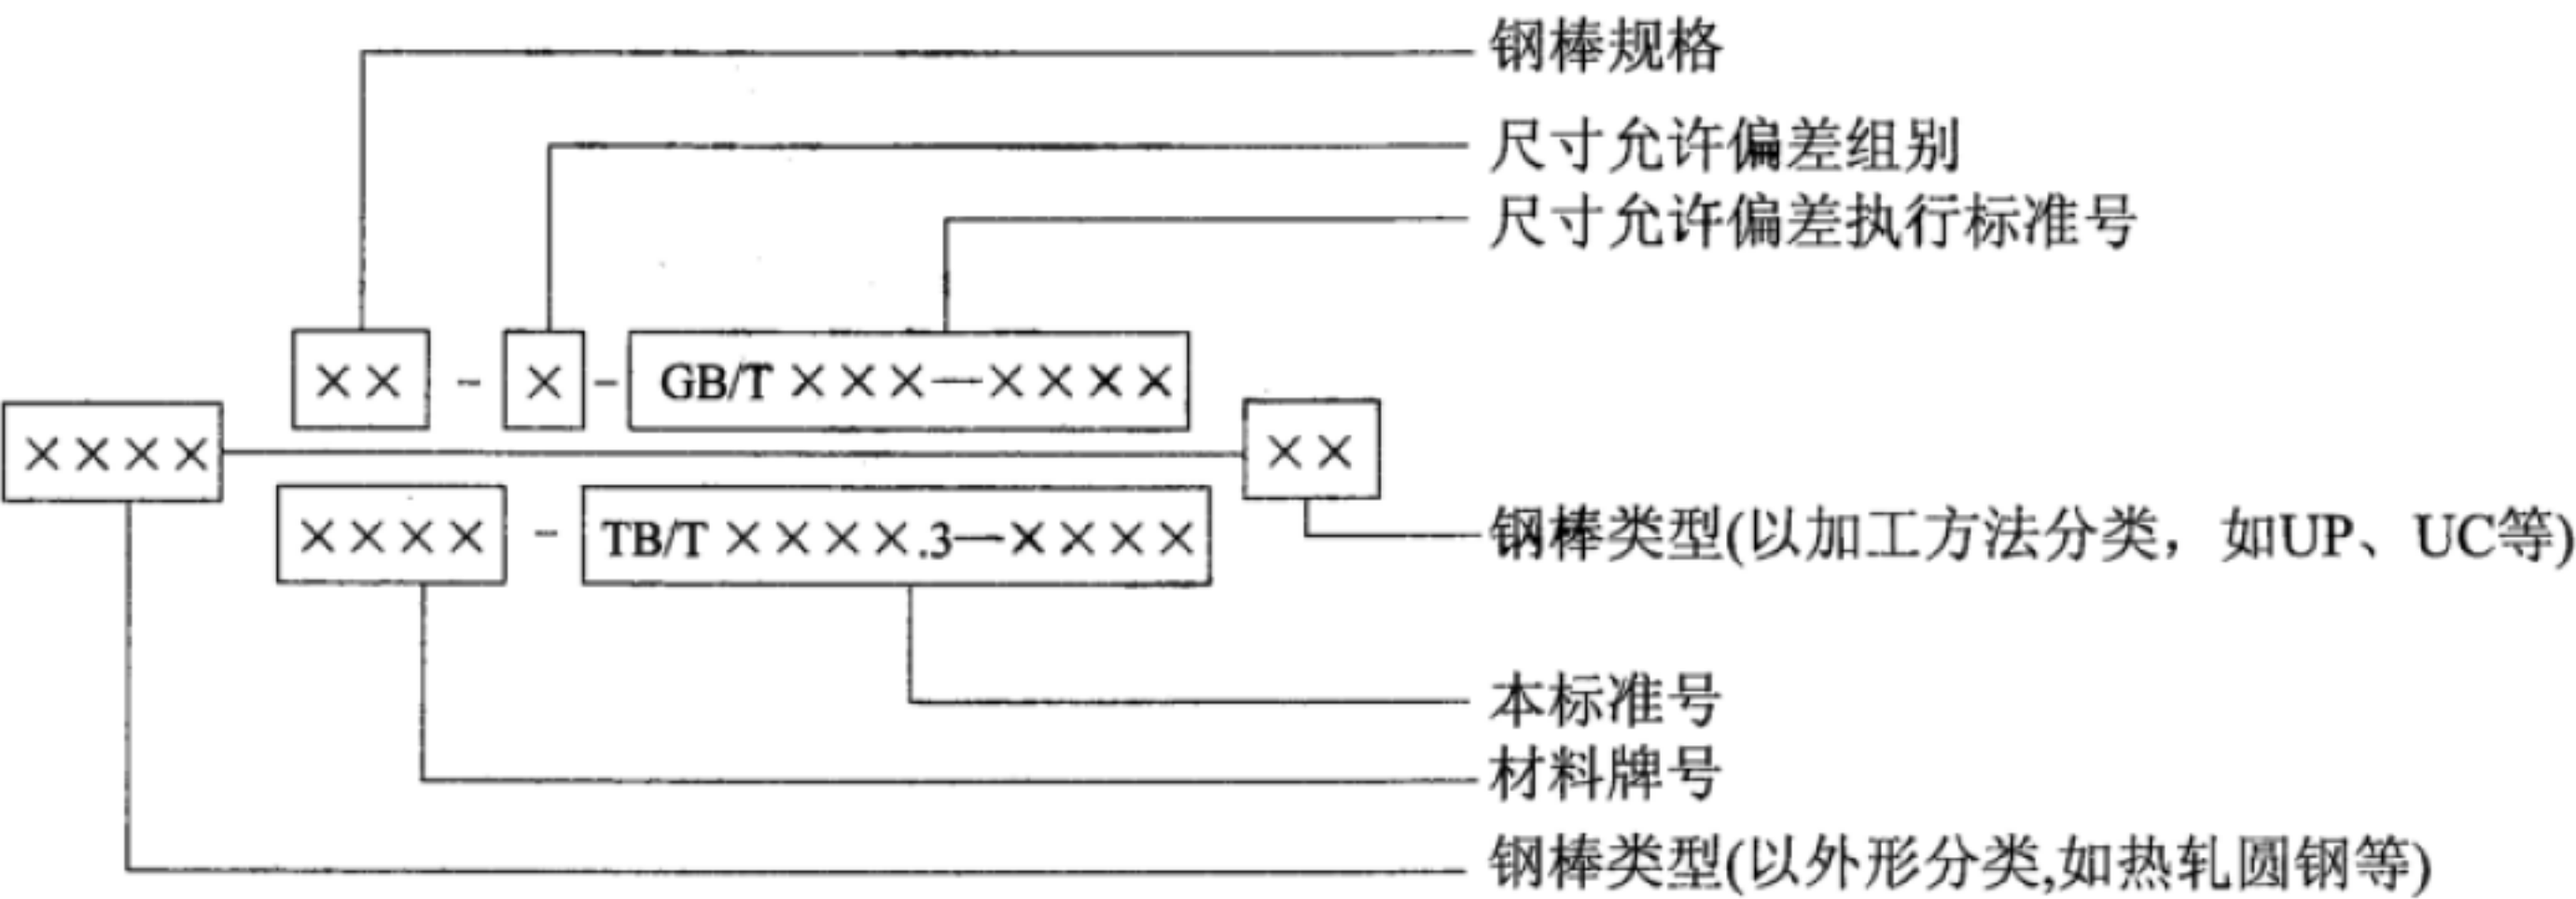 钢棒规格
尺寸允许偏差组别
尺寸允许偏差执行标准号
×× - × - GB/T ×××—××××
×××× ××
×××× - TB/T ××××.3—××××
钢棒类型(以加工方法分类，如UP、UC等)
本标准号
材料牌号
钢棒类型(以外形分类,如热轧圆钢等)